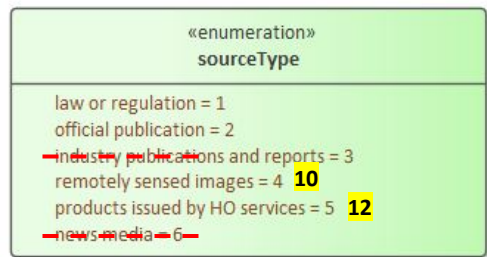 «enumeration»
sourceType
law or regulation = 1
official publication = 2
industry publications and reports = 3
remotely sensed images = 4 10
products issued by HO services = 5 12
news media = 6